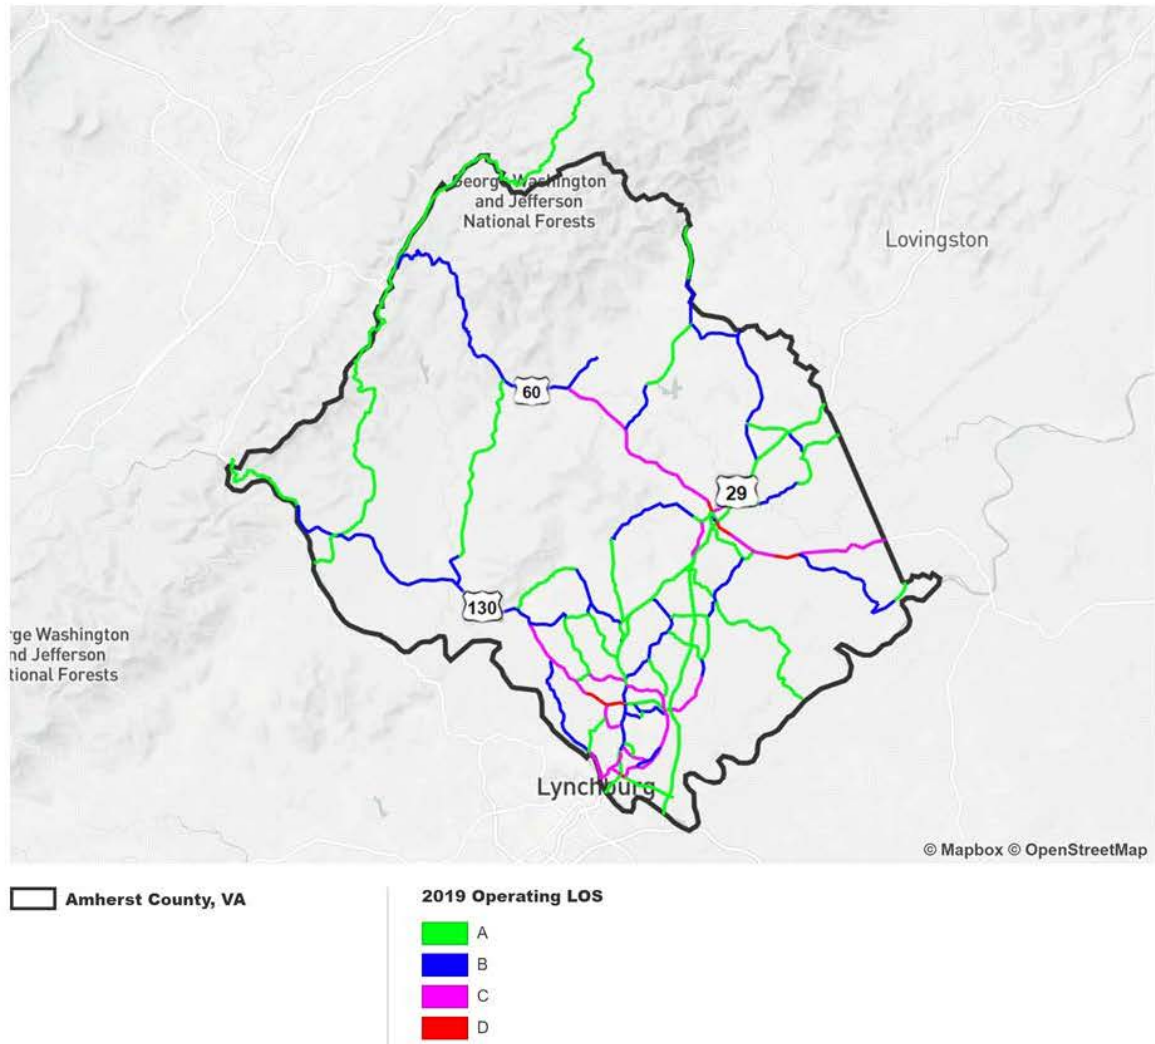 George Washington
and Jefferson
National Forests
Lovingston
60
29
130
rge Washington
nd Jefferson
tional Forests
Lynchburg
© Mapbox © OpenStreetMap
Amherst County, VA
2019 Operating LOS
A
B
C
D